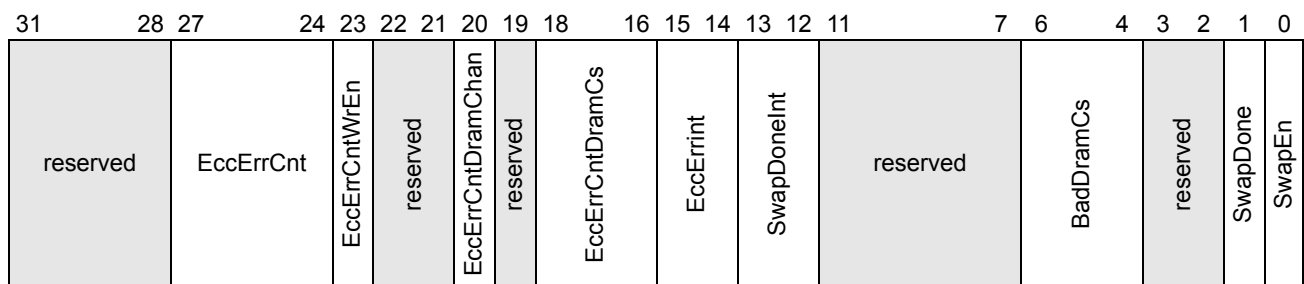 31 28 27 24 23 22 21 20 19 18 16 15 14 13 12 11 7 6 4 3 2 1 0
reserved
EccErrCnt
EccErrCntWrEn
reserved
EccErrCntDramChan
reserved
EccErrCntDramCs
EccErrint
SwapDoneInt
reserved
BadDramCs
reserved
SwapDone
SwapEn